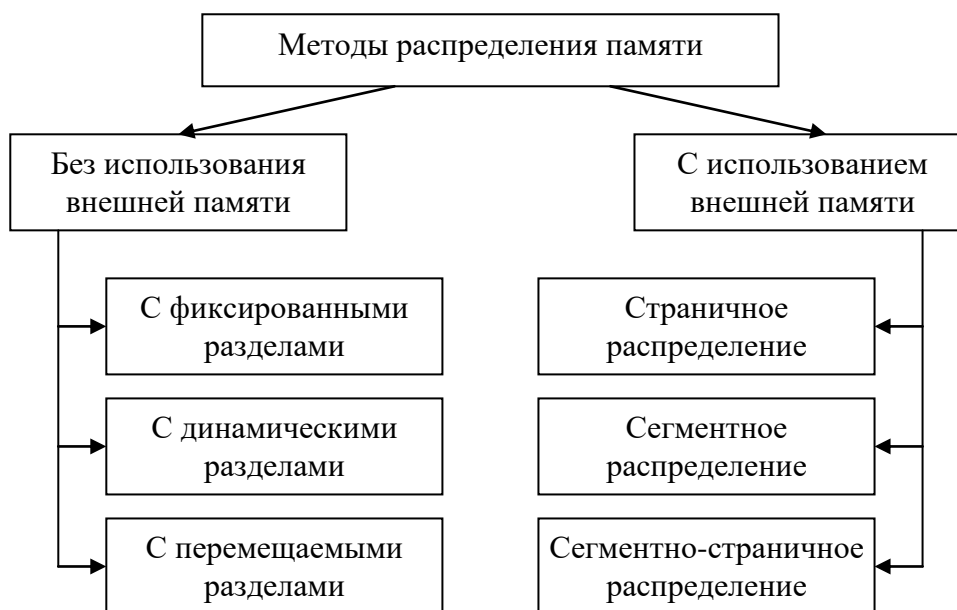 Методы распределения памяти
Без использования
внешней памяти
С использованием
внешней памяти
С фиксированными
разделами
Страничное
распределение
С динамическими
разделами
Сегментное
распределение
С перемещаемыми
разделами
Сегментно-страничное
распределение